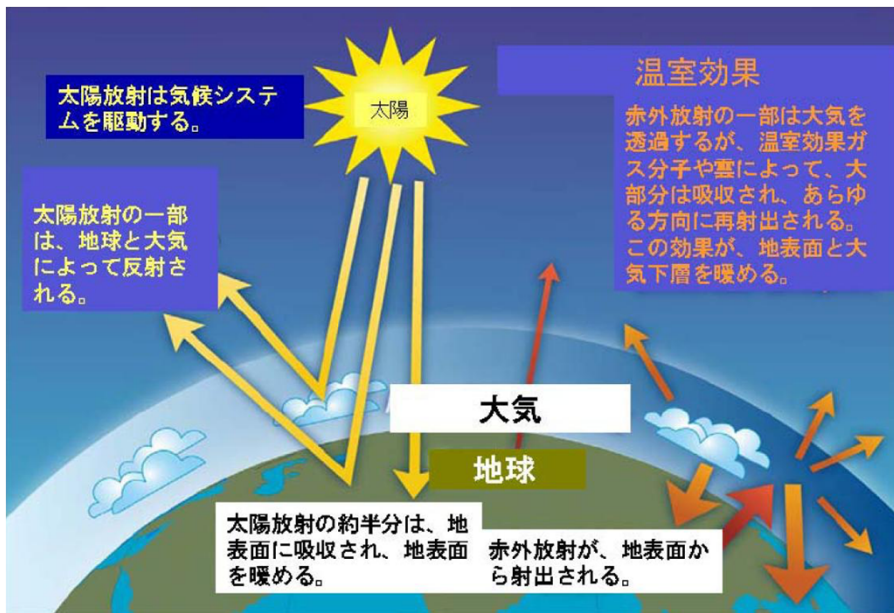 太陽放射は気候システ
ムを駆動する。
太陽
温室効果
赤外放射の一部は大気を
透過するが、温室効果ガ
ス分子や雲によって、大
部分は吸収され、あらゆ
る方向に再射出される。
この効果が、地表面と大
気下層を暖める。
太陽放射の一部
は、地球と大気
によって反射さ
れる。
大気
地球
太陽放射の約半分は、地
表面に吸収され、地表面
を暖める。
赤外放射が、地表面か
ら射出される。